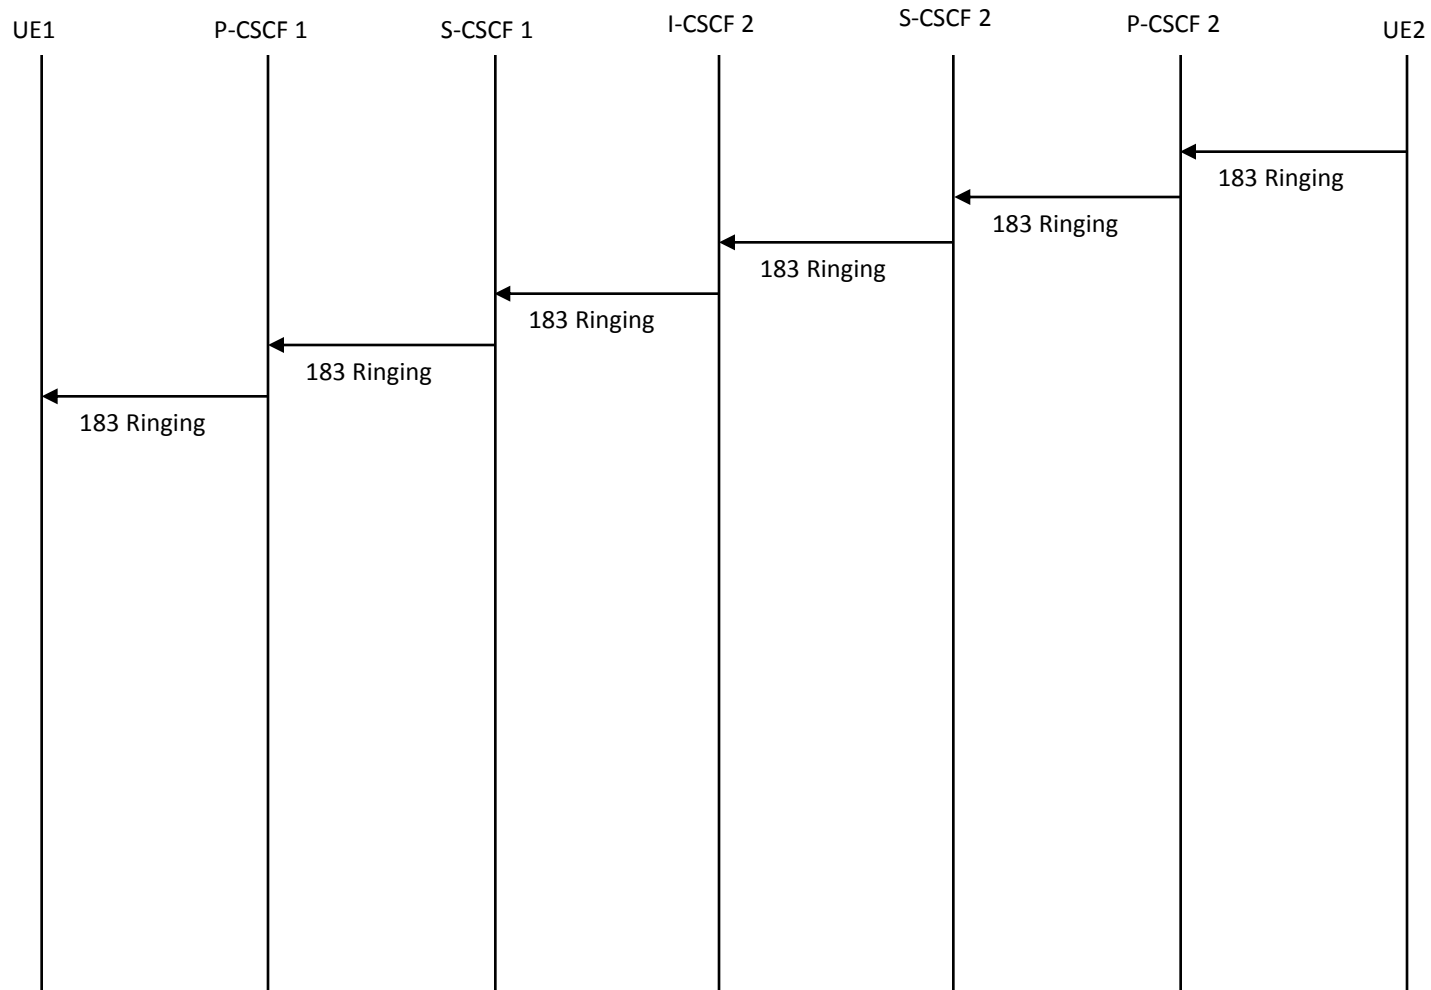 UE1
P-CSCF 1
S-CSCF 1
I-CSCF 2
S-CSCF 2
P-CSCF 2
UE2
183 Ringing
183 Ringing
183 Ringing
183 Ringing
183 Ringing
183 Ringing